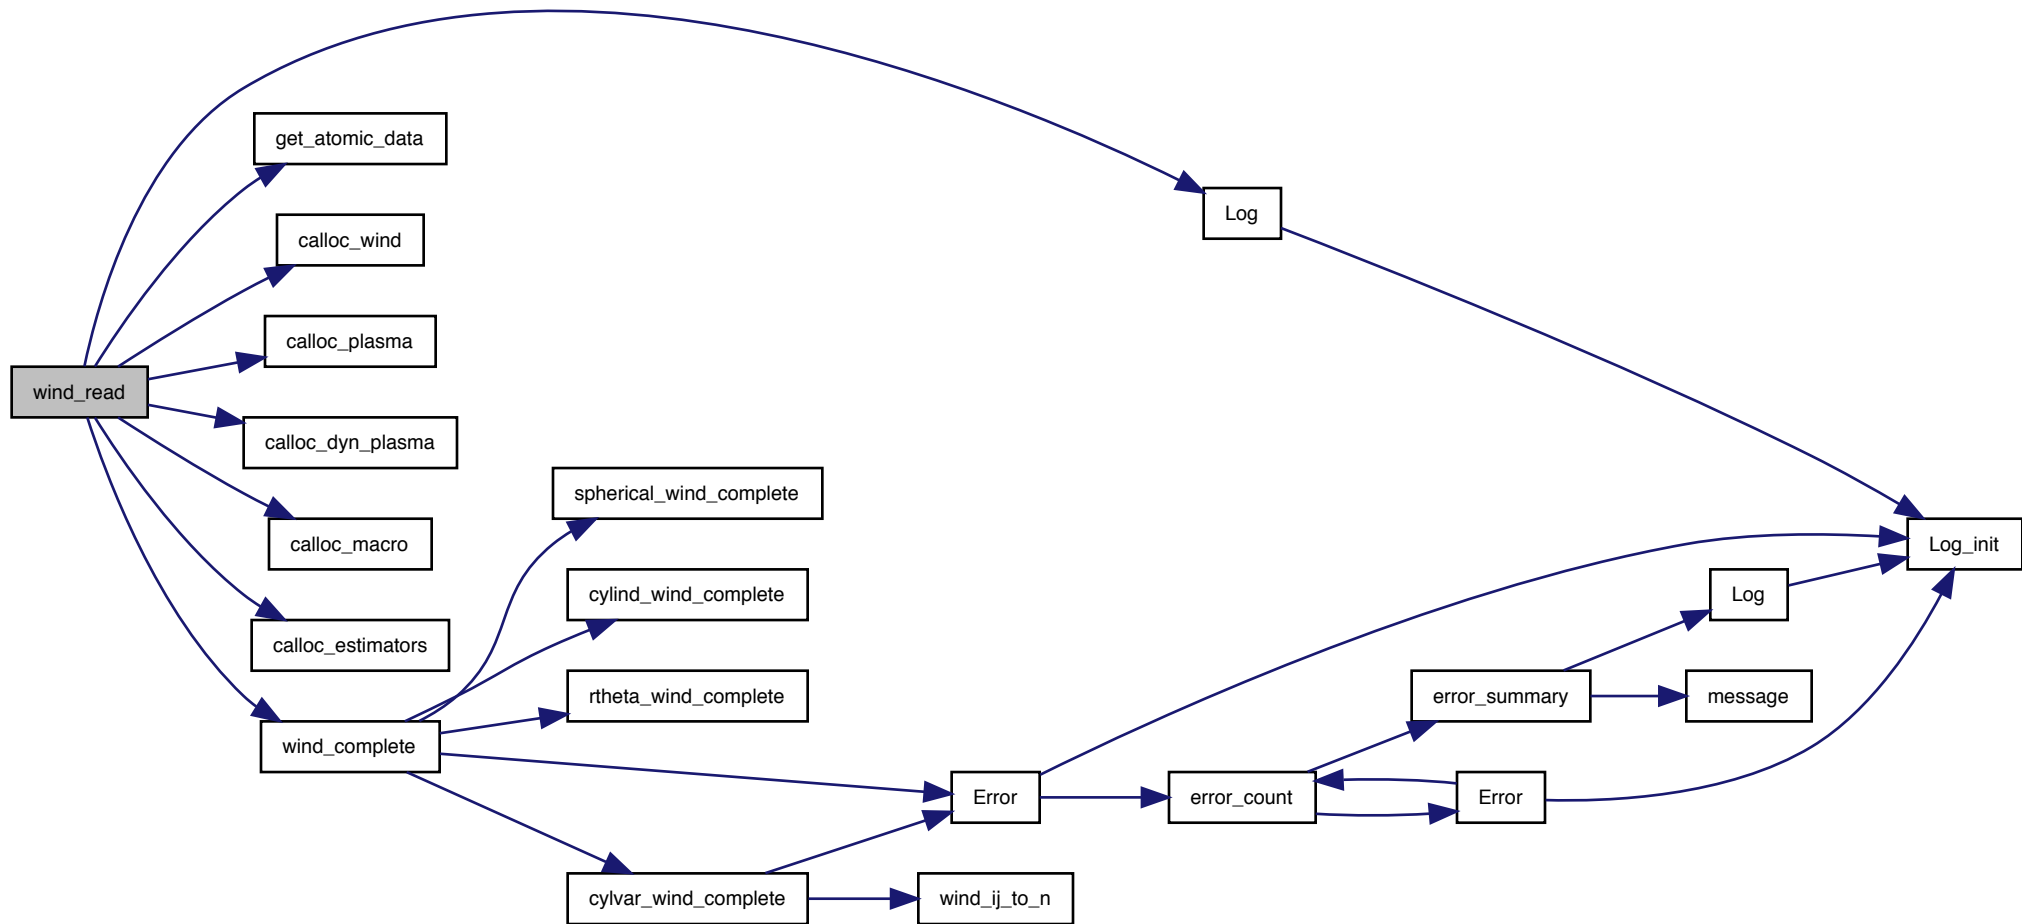 wind_read
get_atomic_data
calloc_wind
calloc_plasma
calloc_dyn_plasma
calloc_macro
calloc_estimators
wind_complete
spherical_wind_complete
cylind_wind_complete
rtheta_wind_complete
cylvar_wind_complete
Error
wind_ij_to_n
Log
error_count
error_summary
Error
Log
message
Log_init